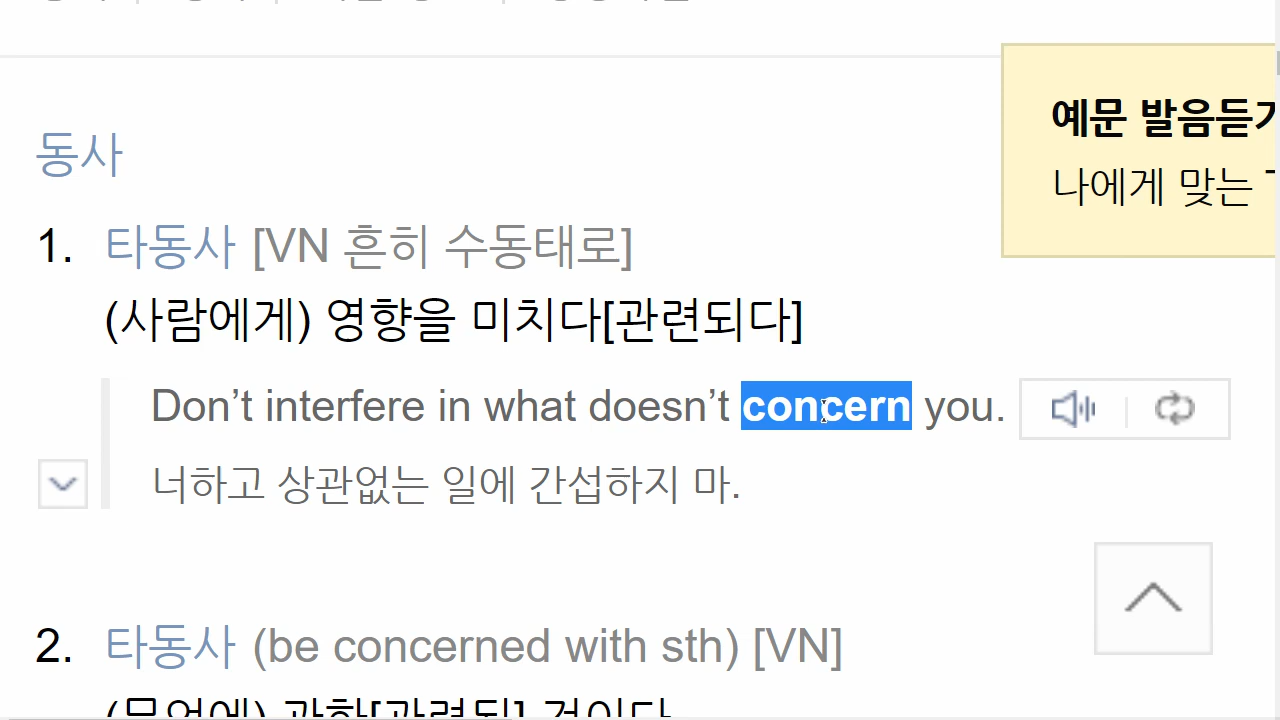 예문 발음듣기
나에게 맞는
동사
1. 타동사 [VN 흔히 수동태로]
(사람에게) 영향을 미치다[관련되다]
Don’t interfere in what doesn’t concern you.
너하고 상관없는 일에 간섭하지 마.
2. 타동사 (be concerned with sth) [VN]